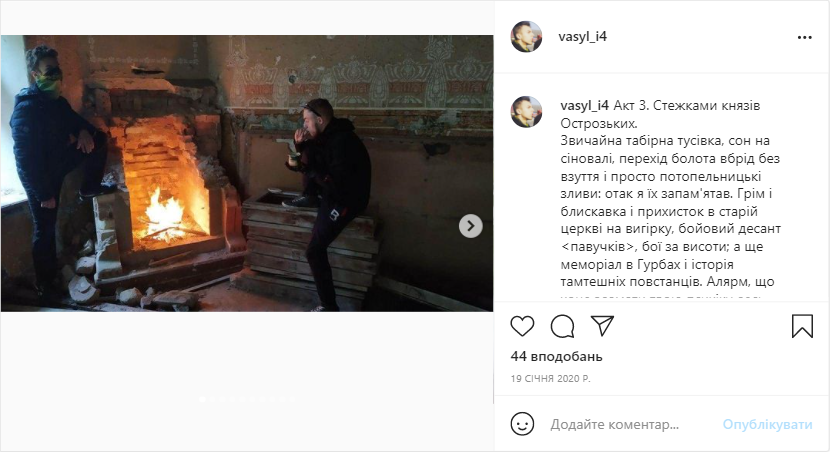 vasyl_i4
vasyl_i4 Акт 3. Стежками князів
Острозьких.
Звичайна табірна тусівка, сон на
сіновалі, перехід болота вбрід без
взуття і просто потопельницькі
зливи: отак я їх запам'ятав. Грім і
блискавка і прихисток в старій
церкві на вигірку, бойовий десант
<павучків>, бої за висоти; а ще
меморіал в Гурбах і історія
тамтешніх повстанців. Алярм, що
44 вподобань
19 СІЧНЯ 2020 Р.
Додайте коментар... Опублікувати